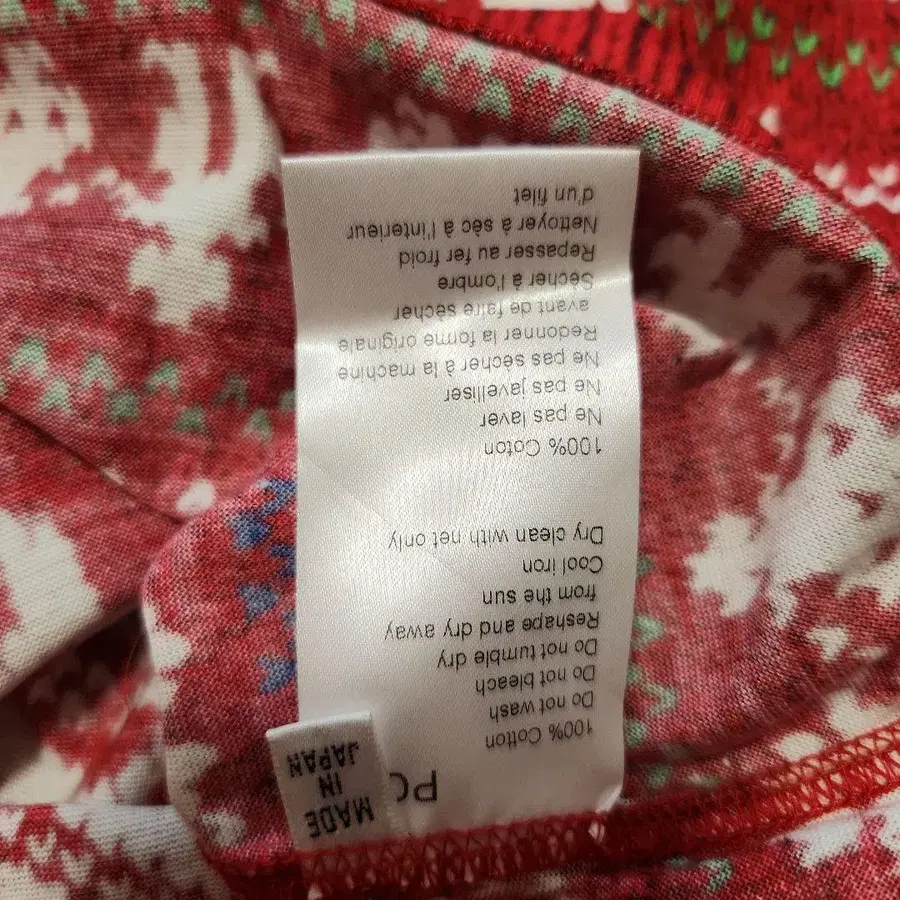 MADE
IN
JAPAN
100% Cotton
Do not wash
Do not bleach
Do not tumble dry
Reshape and dry away
from the sun
Cool iron
Dry clean with net only
100% Coton
Ne pas laver
Ne pas javelliser
Ne pas sécher à la machine
Redonner la forme originale
avant de faire sécher
Sécher à l'ombre
Repasser au fer froid
Nettoyer à séc à l'interieur
d'un filet